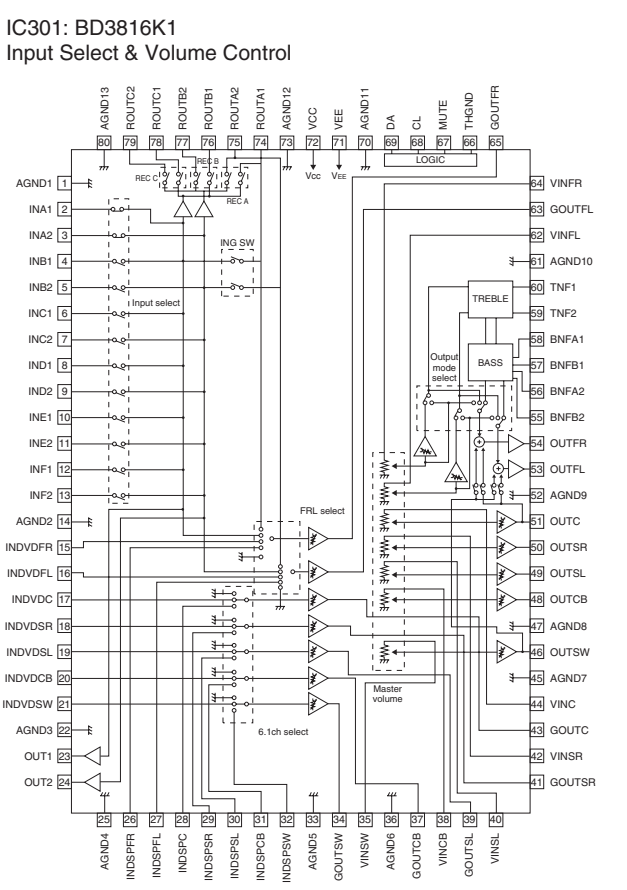 IC301: BD3816K1
Input Select & Volume Control
AGND13 ROUTC2 ROUTC1 ROUTB2 ROUTB1 ROUTA2 ROUTA1 AGND12 VCC VEE AGND11 DA CL MUTE THGND GOUTFR
80 79 78 77 76 75 74 73 72 71 70 69 68 67 66 65
Vcc VEE LOGIC
REC C REC B REC A
AGND1 1
INA1 2
INA2 3
INB1 4
INB2 5
INC1 6
INC2 7
IND1 8
IND2 9
INE1 10
INE2 11
INF1 12
INF2 13
AGND2 14
INDVDFR 15
INDVDFL 16
INDVDC 17
INDVDSR 18
INDVDSL 19
INDVDCB 20
INDVDSW 21
AGND3 22
OUT1 23
OUT2 24
ING SW
Input select
FRL select
6.1ch select
Master
volume
Output
mode
select
TREBLE
BASS
64 VINFR
63 GOUTFL
62 VINFL
61 AGND10
60 TNF1
59 TNF2
58 BNFA1
57 BNFB1
56 BNFA2
55 BNFB2
54 OUTFR
53 OUTFL
52 AGND9
51 OUTC
50 OUTSR
49 OUTSL
48 OUTCB
47 AGND8
46 OUTSW
45 AGND7
44 VINC
43 GOUTC
42 VINSR
41 GOUTSR
25 26 27 28 29 30 31 32 33 34 35 36 37 38 39 40
AGND4 INDSPFR INDSPFL INDSPC INDSPSR INDSPSL INDSPCB INDSPSW AGND5 GOUTSW VINSW AGND6 GOUTCB VINCB GOUTSL VINSL